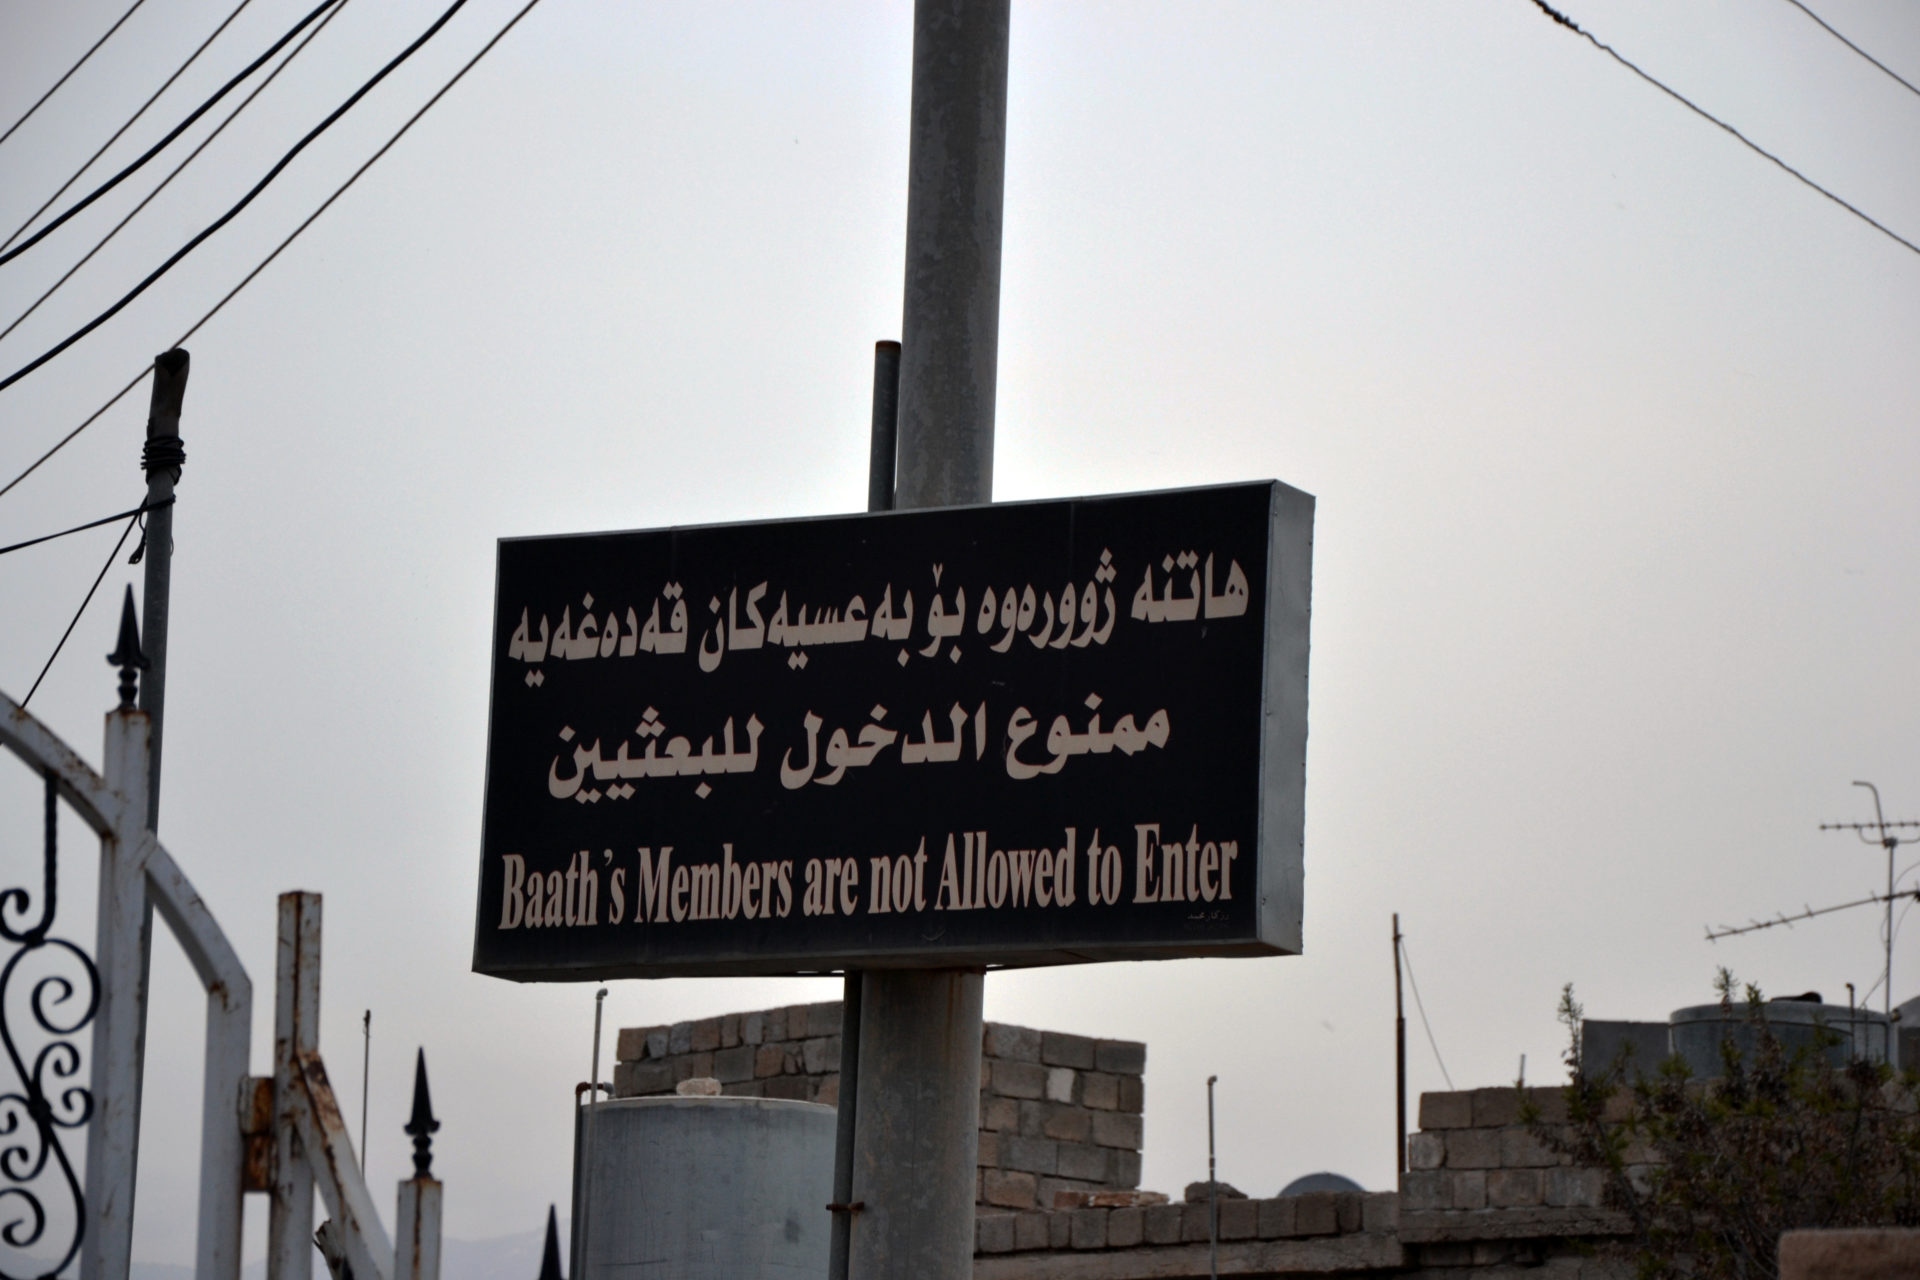 هاتنە ژوورەوە بۆ بەعسیەکان قەدەغەیە
ممنوع الدخول للبعثيين
Baath's Members are not Allowed to Enter